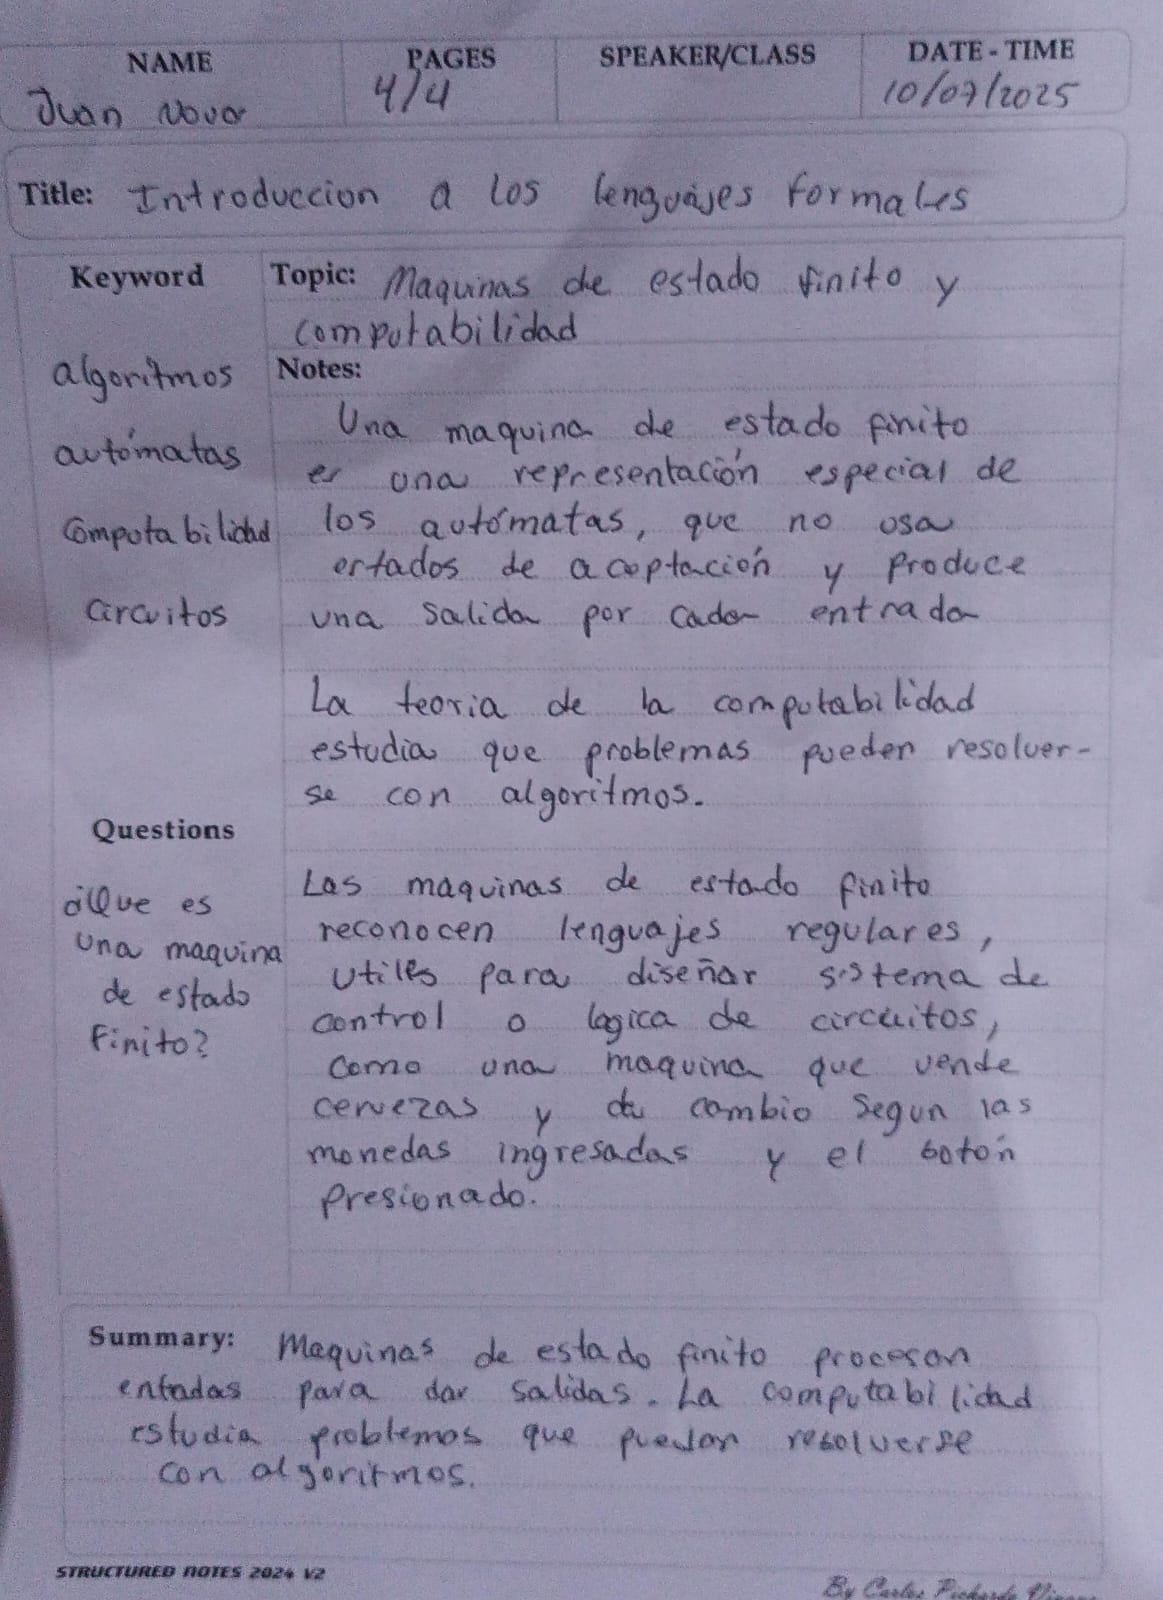 NAME PAGES SPEAKER/CLASS DATE - TIME
Juan Nova 4/4 10/07/2025
Title: Introduccion a los lenguajes Formales
Keyword
algoritmos
autómatas
Computabilidad
circuitos
Topic: Maquinas de estado finito y
computabilidad
Notes:
Una maquina de estado finito
es una representación especial de
los autómatas, que no usa
estados de aceptación y produce
una salida por cada entrada
La teoria de la computabilidad
estudia que problemas pueden resolver-
se con algoritmos.
Las maquinas de estado finito
reconocen lenguajes regulares,
utiles para diseñar sistema de
control o logica de circuitos,
como una maquina que vende
cervezas y da cambio segun las
monedas ingresadas y el botón
presionado.
Questions
¿Que es
una maquina
de estado
Finito?
Summary: Maquinas de estado finito procesan
entadas para dar salidas. La computabilidad
estudia problemas que puedan resolverse
con algoritmos.
STRUCTURED NOTES 2024 V2
By Carlos Pichardo